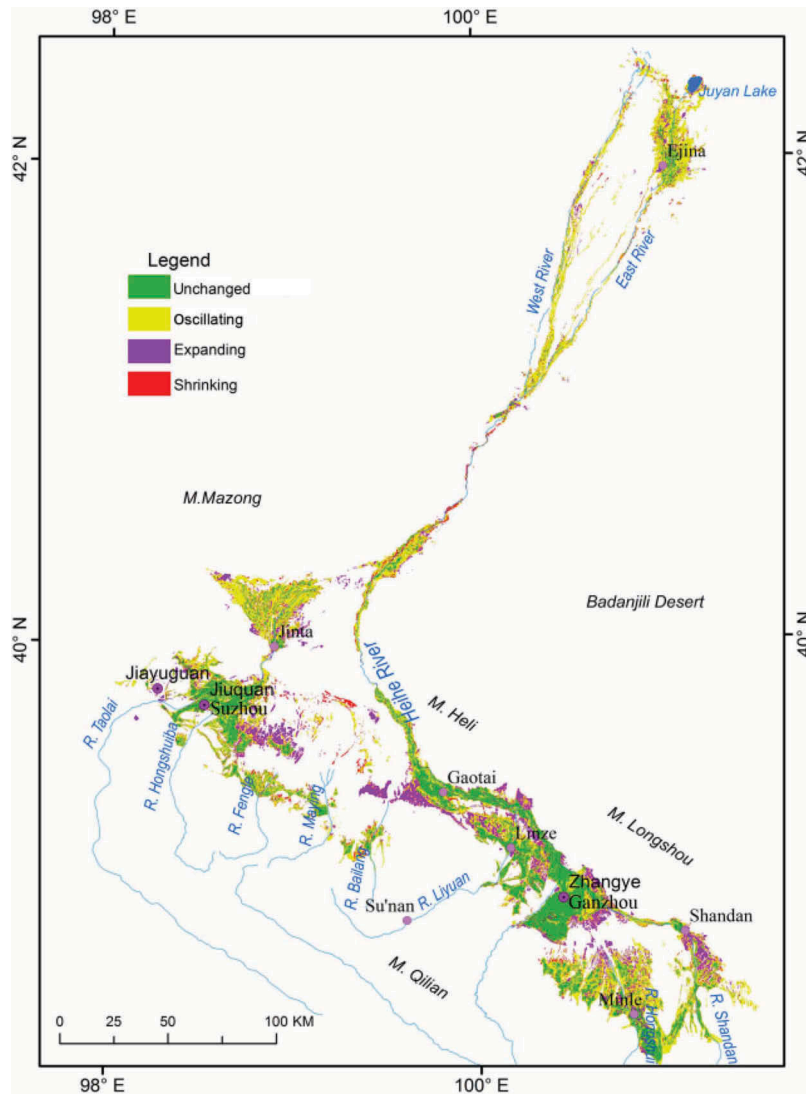 98° E
100° E
Juyan Lake
42° N
42° N
Ejina
Legend
Unchanged
Oscillating
Expanding
Shrinking
West River
East River
M.Mazong
Badanjili Desert
40° N
40° N
Jinta
Jiayuguan
Jiuquan
Suzhou
Heihe River
M. Heli
R. Taolai
R. Hongshuiba
R. Fengle
R. Maying
Gaotai
M. Longshou
Linze
R. Bailang
Zhangye
Ganzhou
R. Liyuan
Su'nan
Shandan
M. Qilian
Minle
R. Hongshui
R. Shandan
0 25 50 100 KM
98° E
100° E